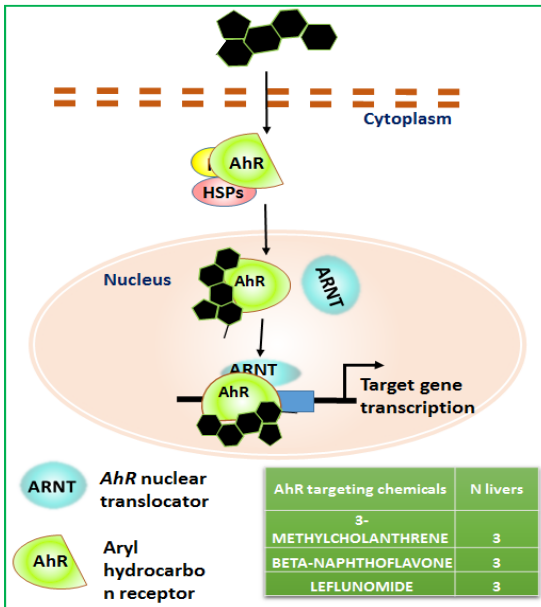 Cytoplasm
AhR
HSPs
Nucleus
AhR
ARNT
ARNT
AhR
Target gene
transcription
ARNT
AhR nuclear
translocator
AhR
Aryl
hydrocarbo
n receptor
AhR targeting chemicals N livers
3-
METHYLCHOLANTHRENE 3
BETA-NAPHTHOFLAVONE 3
LEFLUNOMIDE 3